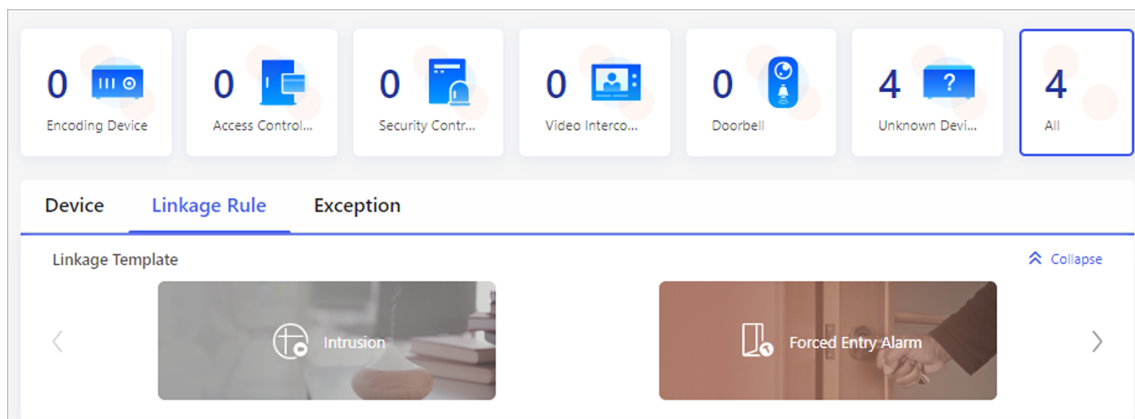 0
Encoding Device
0
Access Control...
0
Security Contr...
0
Video Interco...
0
Doorbell
4
?
Unknown Devi...
4
All
Device
Linkage Rule
Exception
Linkage Template
Collapse
Intrusion
Forced Entry Alarm